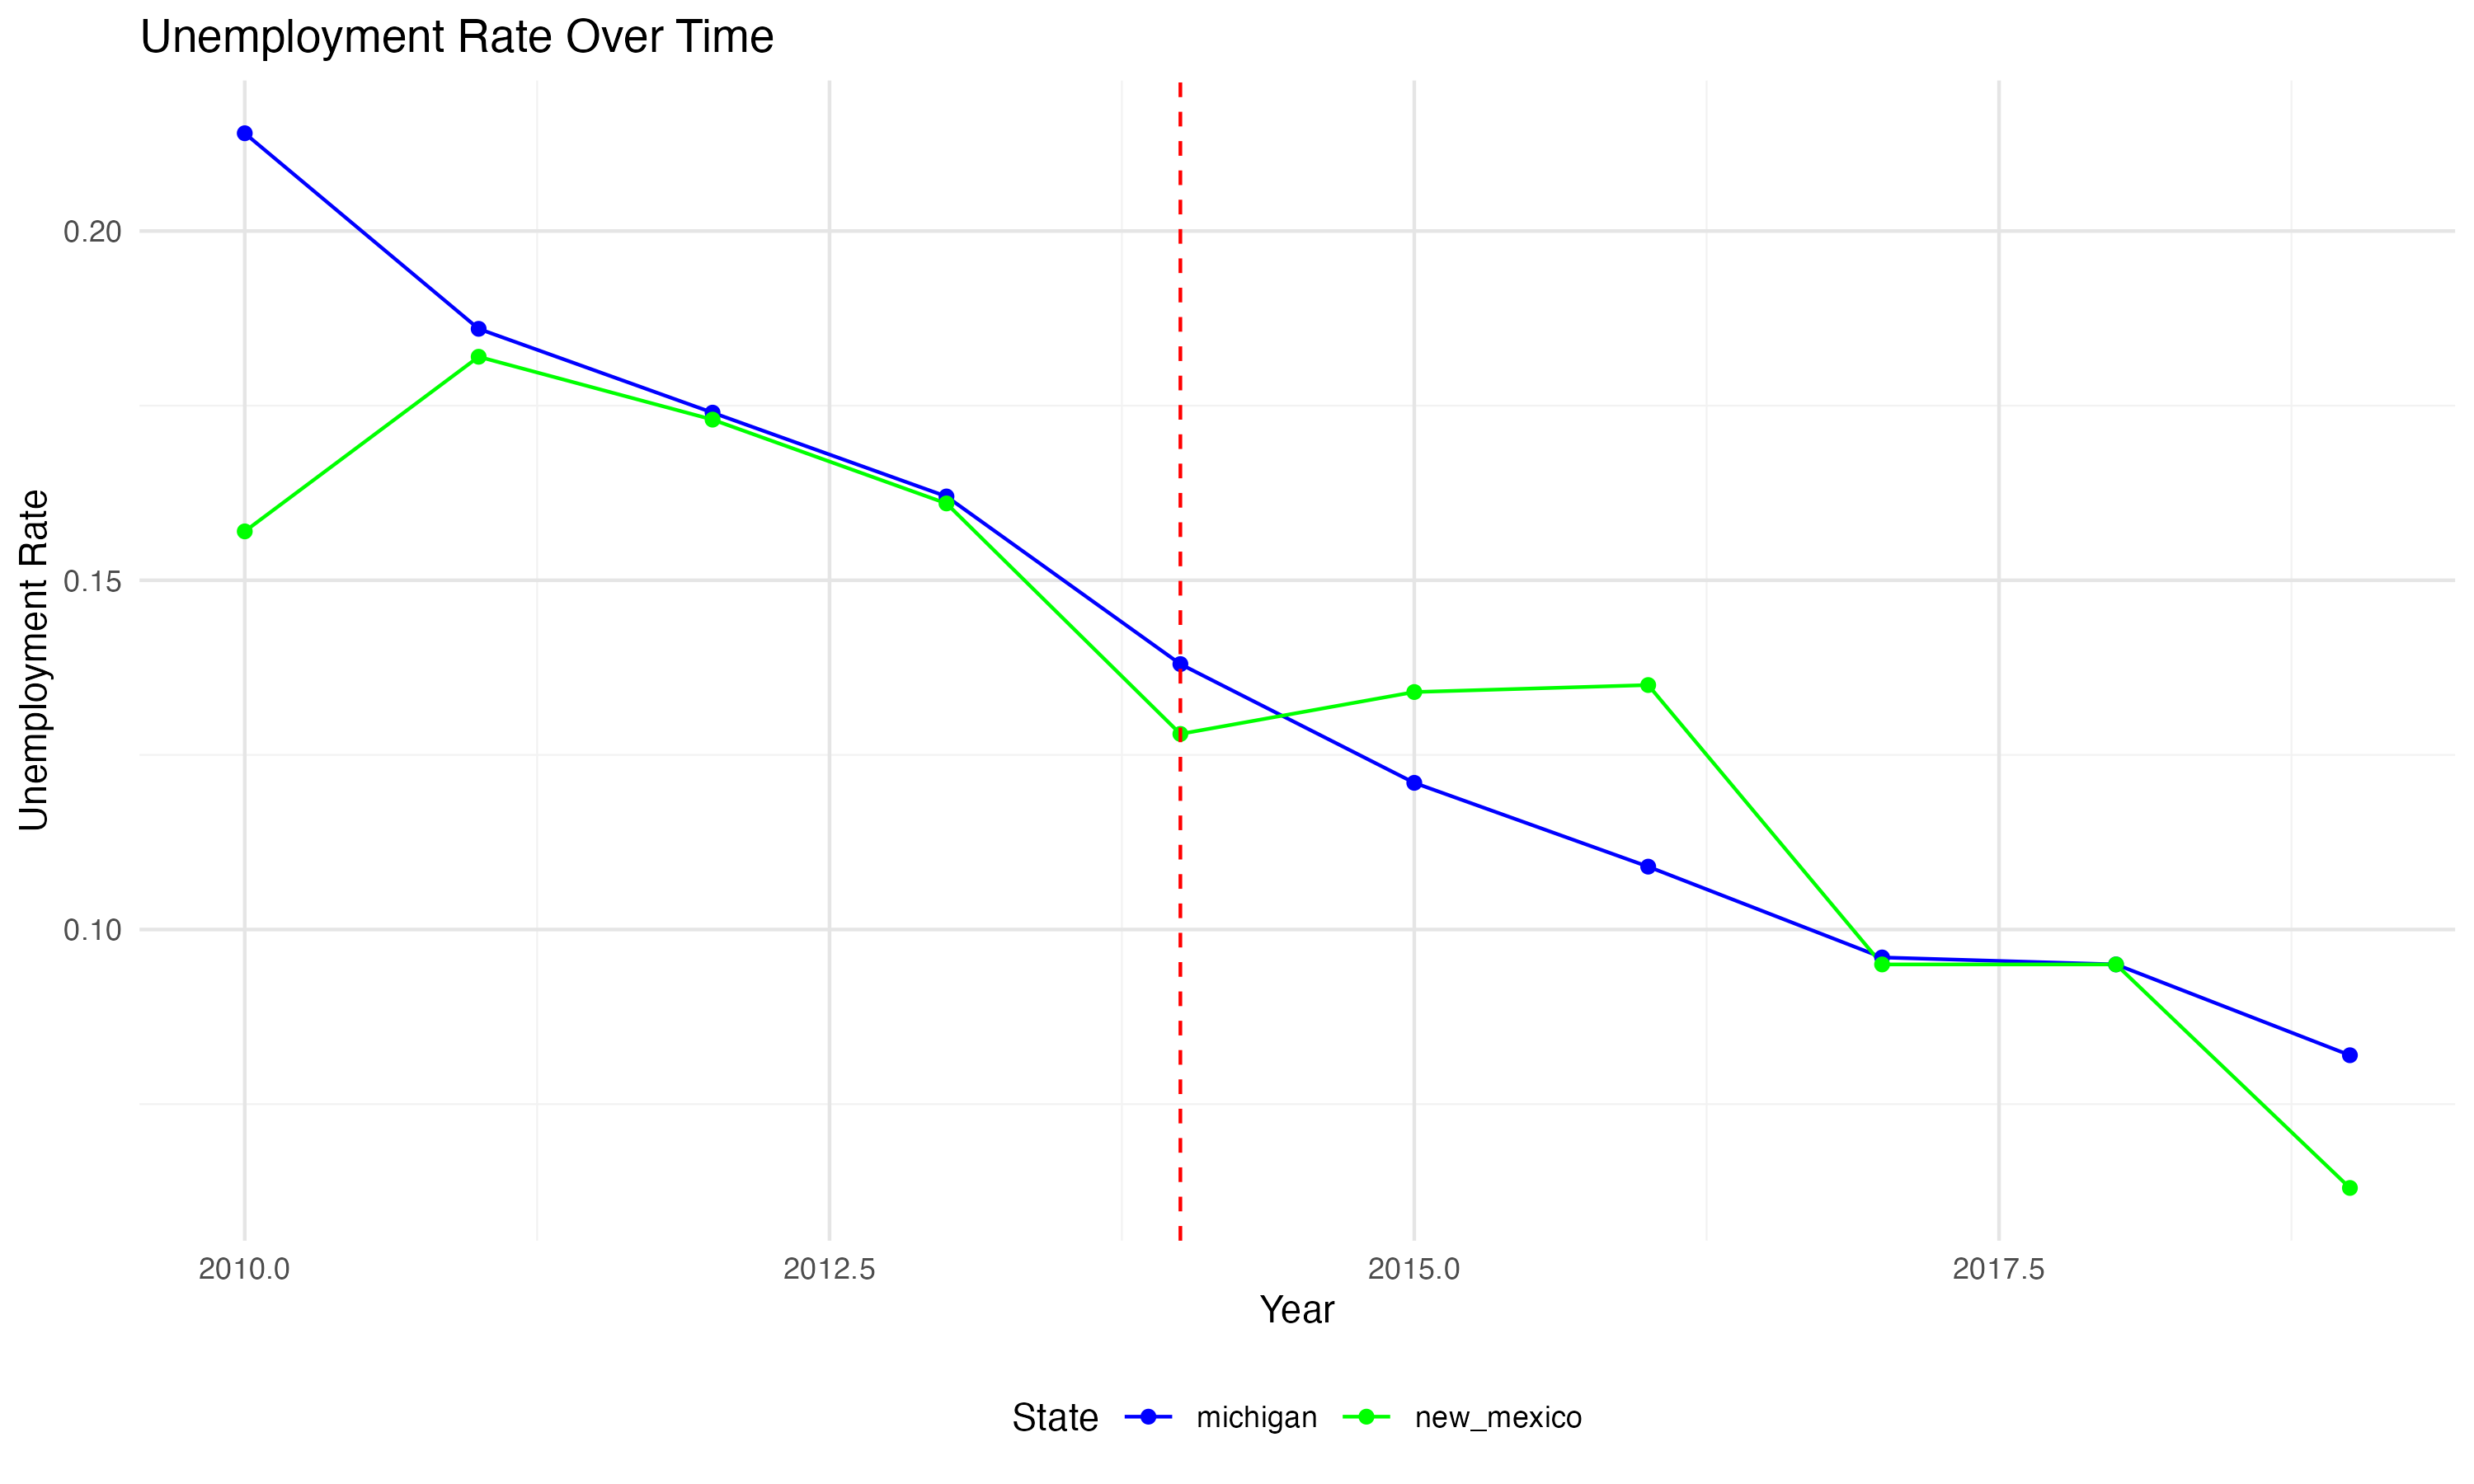 Unemployment Rate Over Time
Unemployment Rate
0.20
0.15
0.10
2010.0 2012.5 2015.0 2017.5
Year
State michigan new_mexico